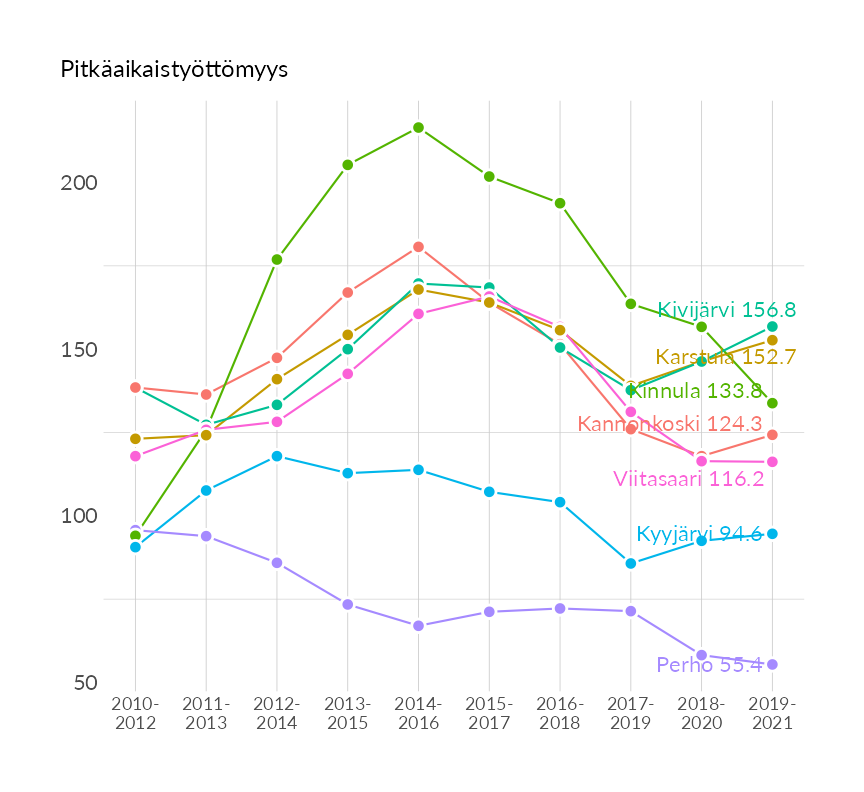 Pitkäaikaistyöttömyys
200
150
100
50
Kivijärvi 156.8
Karstula 152.7
Kinnula 133.8
Kannonkoski 124.3
Viitasaari 116.2
Kyyjärvi 94.6
Perho 55.4
2010- 2011- 2012- 2013- 2014- 2015- 2016- 2017- 2018- 2019-
2012 2013 2014 2015 2016 2017 2018 2019 2020 2021